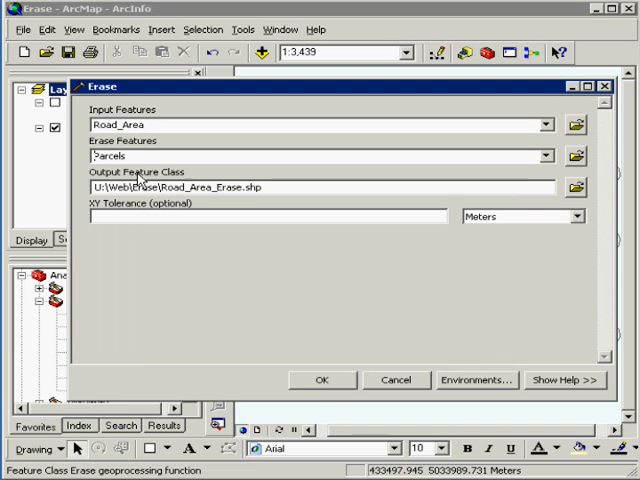 Erase - ArcMap - ArcInfo
File Edit View Bookmarks Insert Selection Tools Window Help
1:3,439
Erase
Input Features
Road_Area
Erase Features
Parcels
Output Feature Class
U:\Web\Erase\Road_Area_Erase.shp
XY Tolerance (optional)
Meters
Display
OK Cancel Environments... Show Help >>
Favorites Index Search Results
Drawing A Arial 10 B I U A
Feature Class Erase geoprocessing function 433497.945 5033989.731 Meters